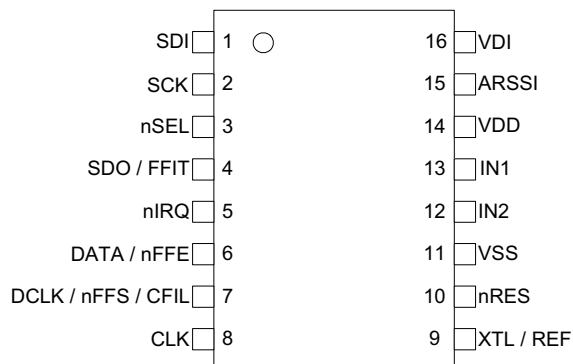 SDI 1 16 VDI
SCK 2 15 ARSSI
nSEL 3 14 VDD
SDO / FFIT 4 13 IN1
nIRQ 5 12 IN2
DATA / nFFE 6 11 VSS
DCLK / nFFS / CFIL 7 10 nRES
CLK 8 9 XTL / REF